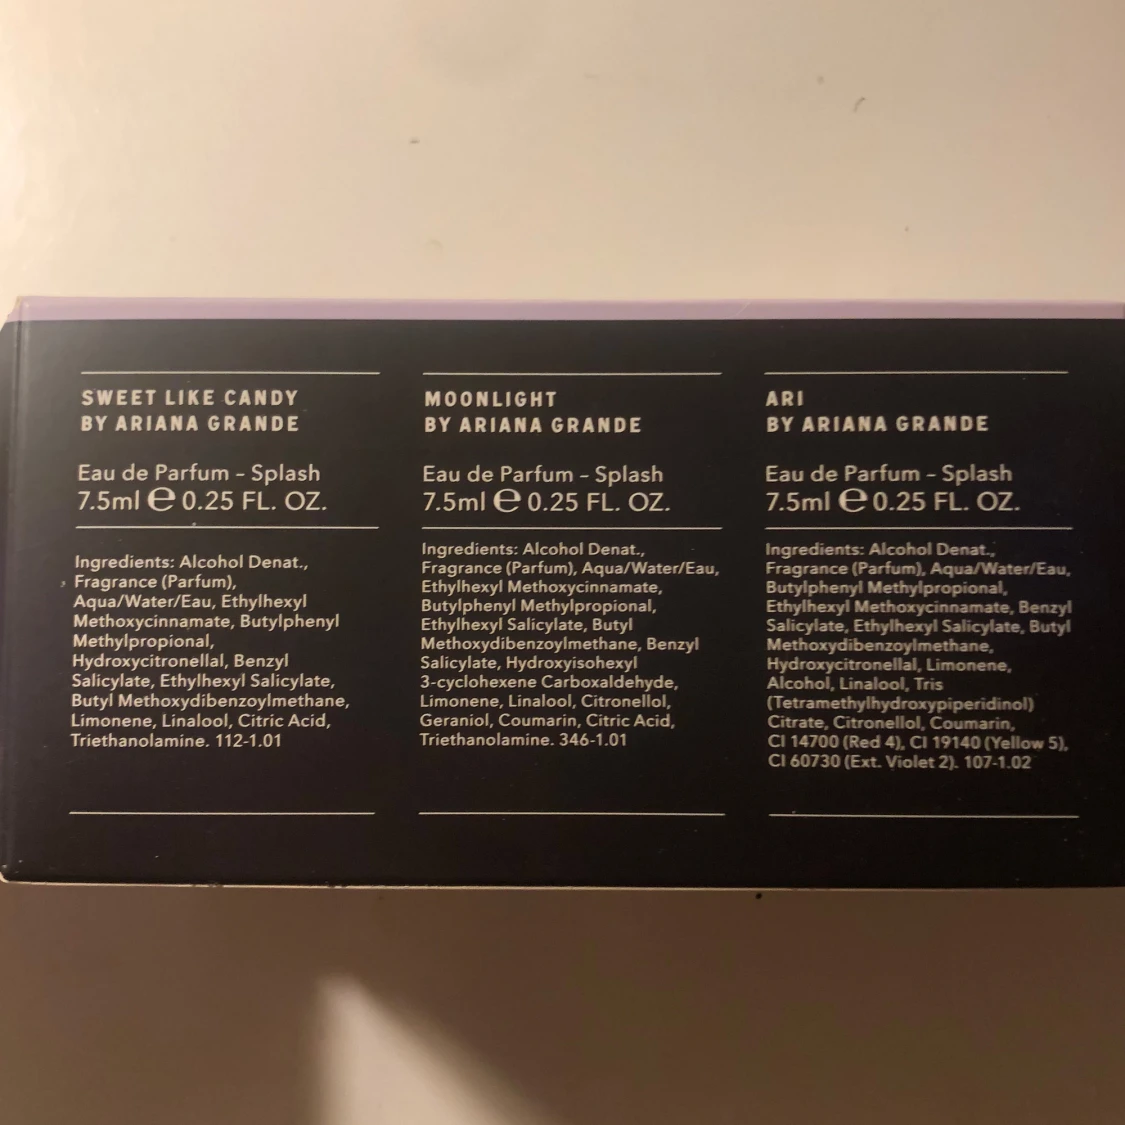 SWEET LIKE CANDY
BY ARIANA GRANDE
Eau de Parfum – Splash
7.5ml ℮ 0.25 FL. OZ.
Ingredients: Alcohol Denat.,
Fragrance (Parfum),
Aqua/Water/Eau, Ethylhexyl
Methoxycinnamate, Butylphenyl
Methylpropional,
Hydroxycitronellal, Benzyl
Salicylate, Ethylhexyl Salicylate,
Butyl Methoxydibenzoylmethane,
Limonene, Linalool, Citric Acid,
Triethanolamine. 112-1.01
MOONLIGHT
BY ARIANA GRANDE
Eau de Parfum – Splash
7.5ml ℮ 0.25 FL. OZ.
Ingredients: Alcohol Denat.,
Fragrance (Parfum), Aqua/Water/Eau,
Ethylhexyl Methoxycinnamate,
Butylphenyl Methylpropional,
Ethylhexyl Salicylate, Butyl
Methoxydibenzoylmethane, Benzyl
Salicylate, Hydroxyisohexyl
3-cyclohexene Carboxaldehyde,
Limonene, Linalool, Citronellol,
Geraniol, Coumarin, Citric Acid,
Triethanolamine. 346-1.01
ARI
BY ARIANA GRANDE
Eau de Parfum – Splash
7.5ml ℮ 0.25 FL. OZ.
Ingredients: Alcohol Denat.,
Fragrance (Parfum), Aqua/Water/Eau,
Butylphenyl Methylpropional,
Ethylhexyl Methoxycinnamate, Benzyl
Salicylate, Ethylhexyl Salicylate, Butyl
Methoxydibenzoylmethane,
Hydroxycitronellal, Limonene,
Alcohol, Linalool, Tris
(Tetramethylhydroxypiperidinol)
Citrate, Citronellol, Coumarin,
CI 14700 (Red 4), CI 19140 (Yellow 5),
CI 60730 (Ext. Violet 2). 107-1.02